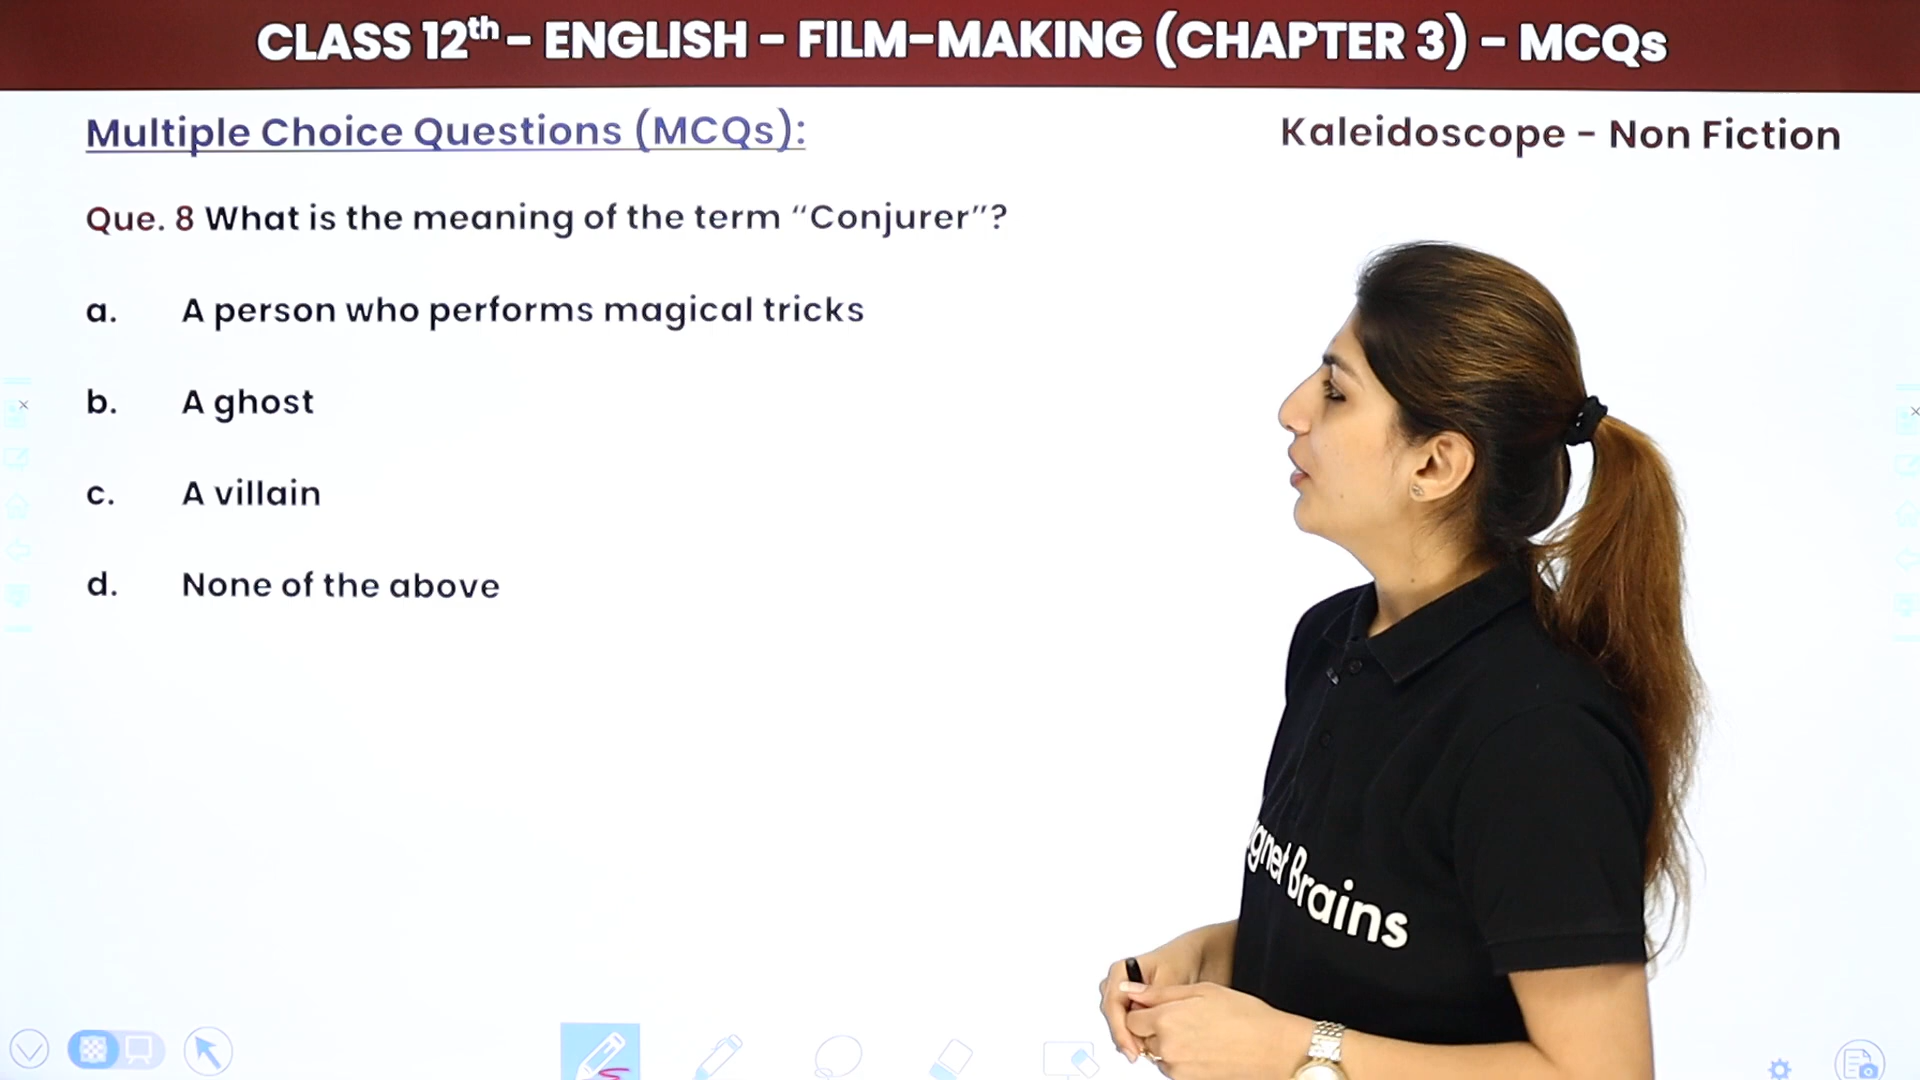 CLASS 12th - ENGLISH - FILM-MAKING (CHAPTER 3) - MCQs
Multiple Choice Questions (MCQs):
Kaleidoscope - Non Fiction
Que. 8 What is the meaning of the term “Conjurer”?
a. A person who performs magical tricks
b. A ghost
c. A villain
d. None of the above
Brains